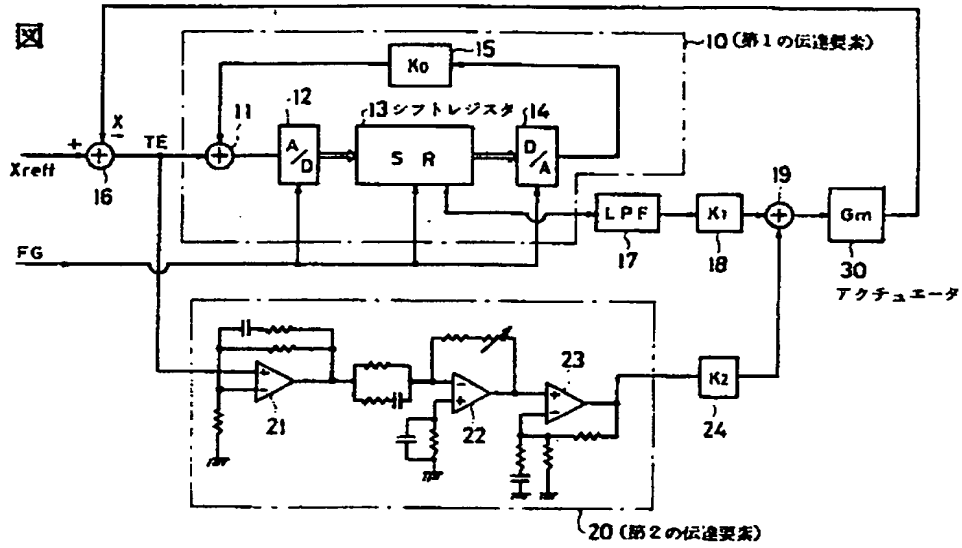 図
10 (第1の伝達要素)
15
K0
12
13 シフトレジスタ
14
11
X
+
TE
A/D
S R
D/A
19
Xreff
16
LPF
K1
Gm
17
18
30
アクチュエータ
FG
+
-
21
-
+
22
23
+
-
K2
24
20 (第2の伝達要素)